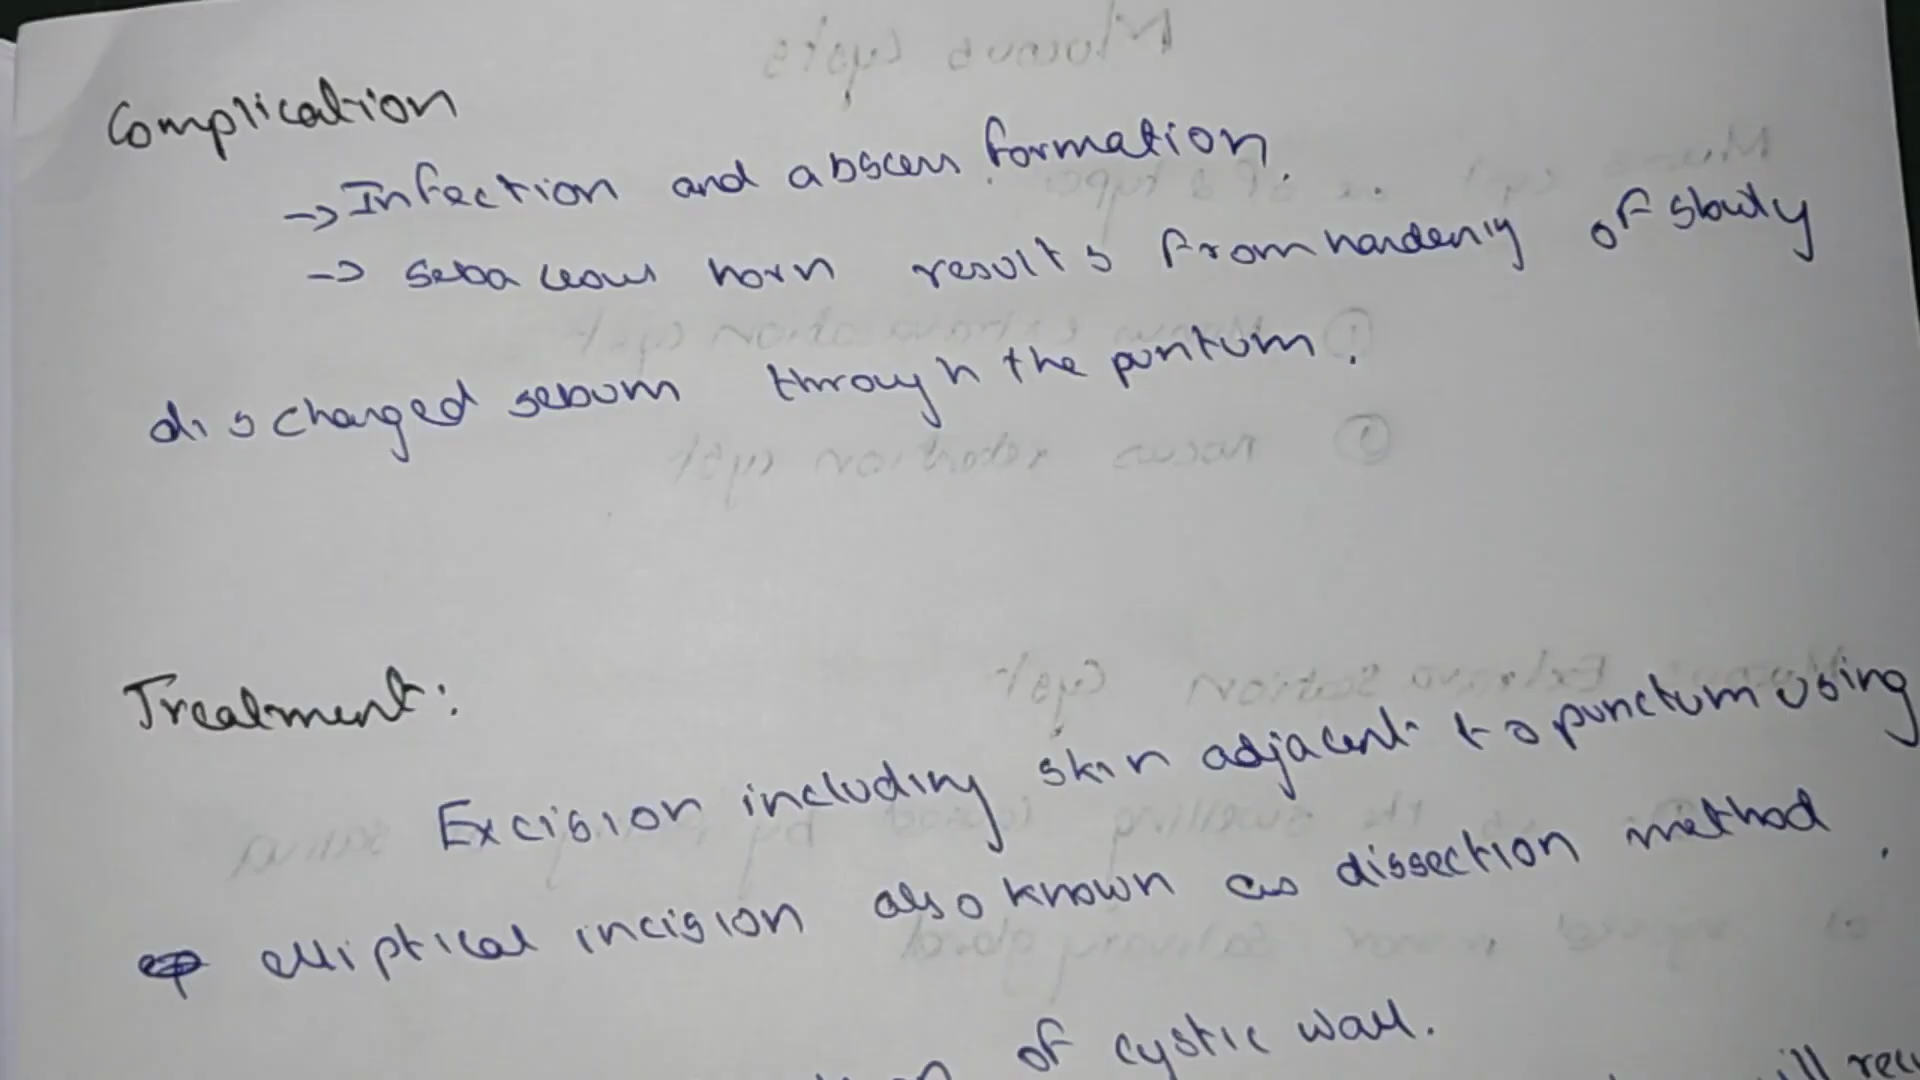 Complication
→ Infection and abscess formation.
→ sebaceous horn results from hardening of slowly
discharged sebum through the puntum.
Treatment:
Excision including skin adjacent to punctum using
elliptical incision also known as dissection method.
of cystic wall.